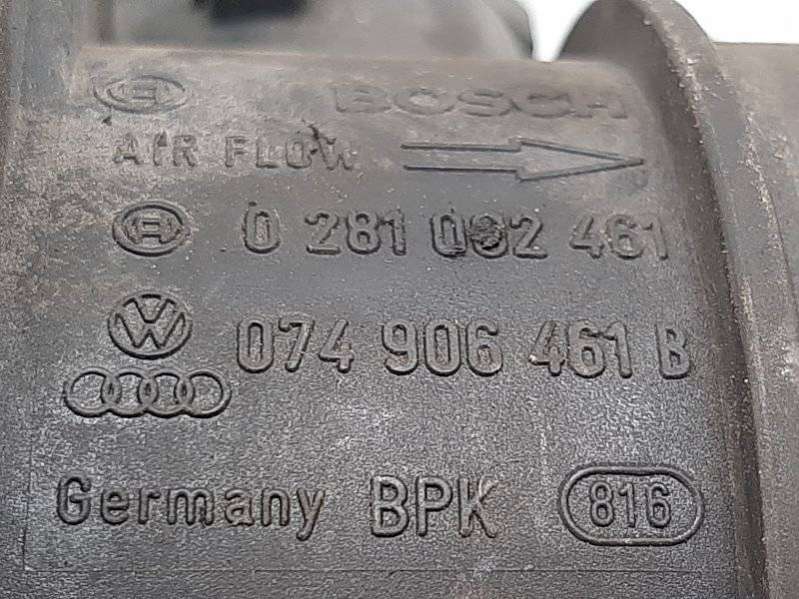 BOSCH
AIR FLOW
0 281 002 461
074 906 461 B
Germany BPK 816